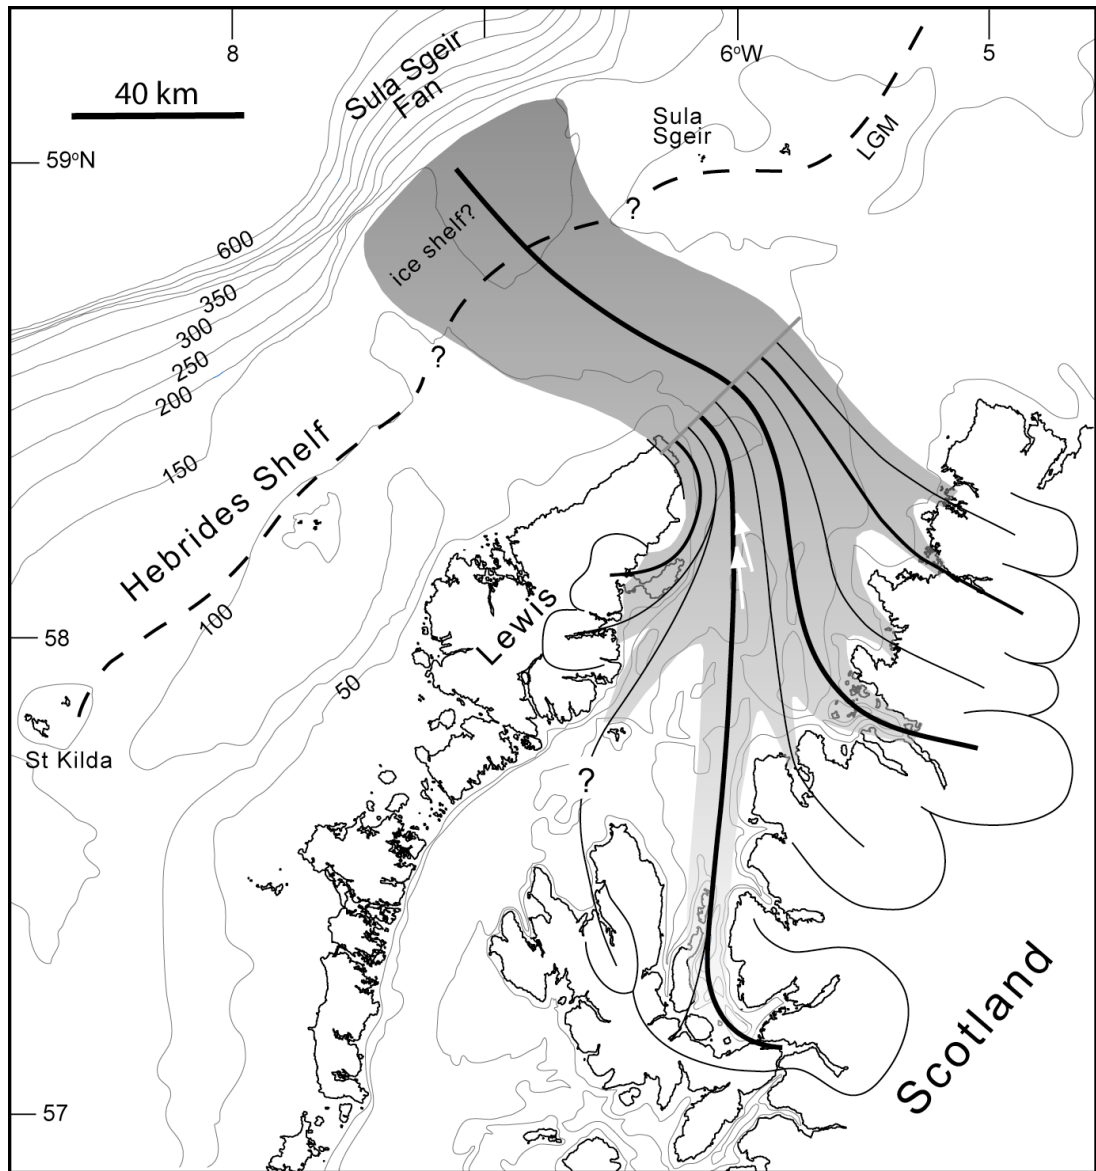 8
6°W
5
Sula Sgeir
Fan
40 km
Sula
Sgeir
LGM
59°N
?
ice shelf?
600
350
300
250
200
150
?
Hebrides Shelf
100
58
Lewis
50
St Kilda
?
Scotland
57